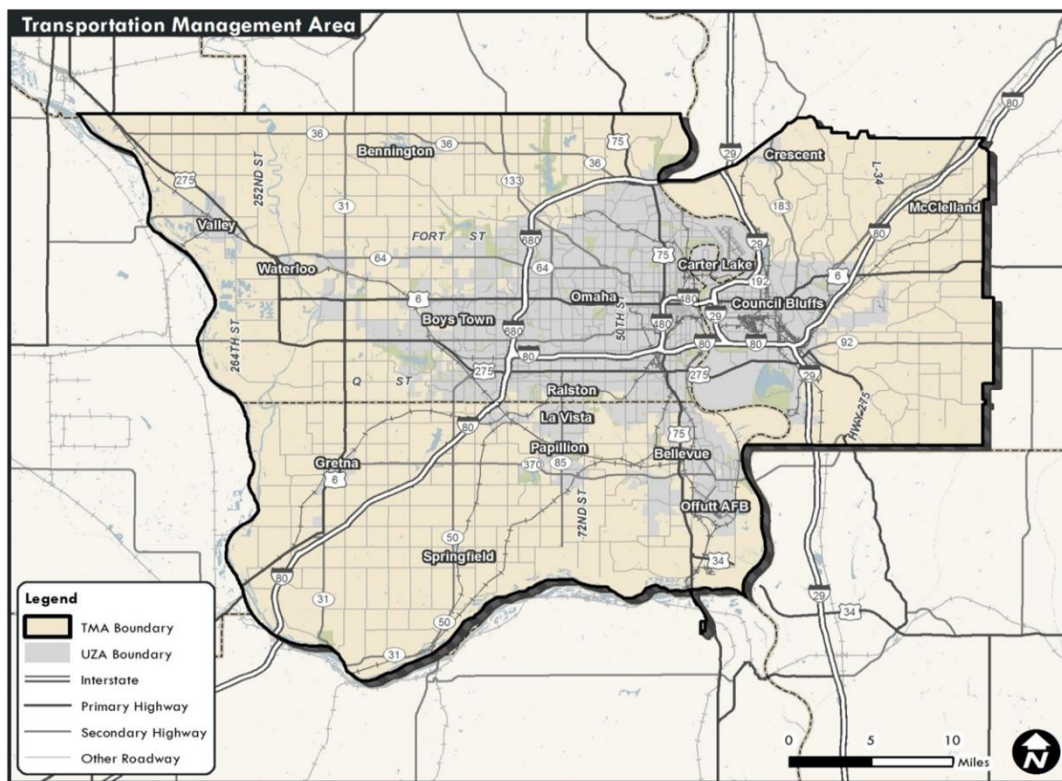 Transportation Management Area
80
36
31
Bennington
36
75
36
29
Crescent
L-34
275
252ND ST
133
183
McClelland
Valley
FORT ST
680
75
29
80
Waterloo
64
64
Carter Lake
192
6
6
Omaha
480
Council Bluffs
Boys Town
680
50TH S
480
29
264TH ST
80
80
80
92
275
275
29
Q ST
Ralston
HWY 275
80
La Vista
75
Papillion
Bellevue
Gretna
370
85
6
72ND ST
Offutt AFB
50
Springfield
34
80
29
34
31
50
31
Legend
TMA Boundary
UZA Boundary
Interstate
Primary Highway
Secondary Highway
Other Roadway
0 5 10
Miles
N